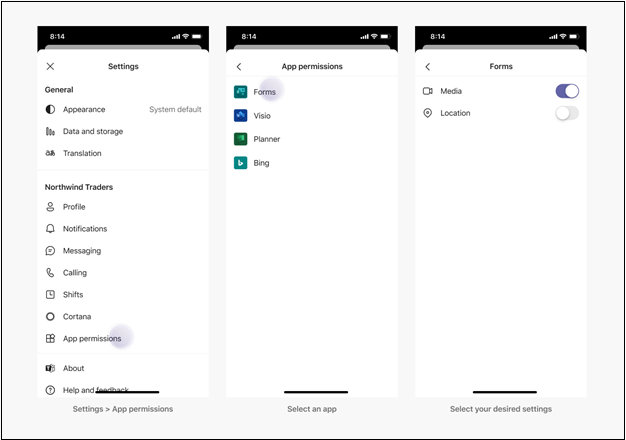 8:14
Settings
General
Appearance System default
Data and storage
Translation
Northwind Traders
Profile
Notifications
Messaging
Calling
Shifts
Cortana
App permissions
About
Help and feedback
Settings > App permissions
8:14
App permissions
Forms
Visio
Planner
Bing
Select an app
8:14
Forms
Media
Location
Select your desired settings